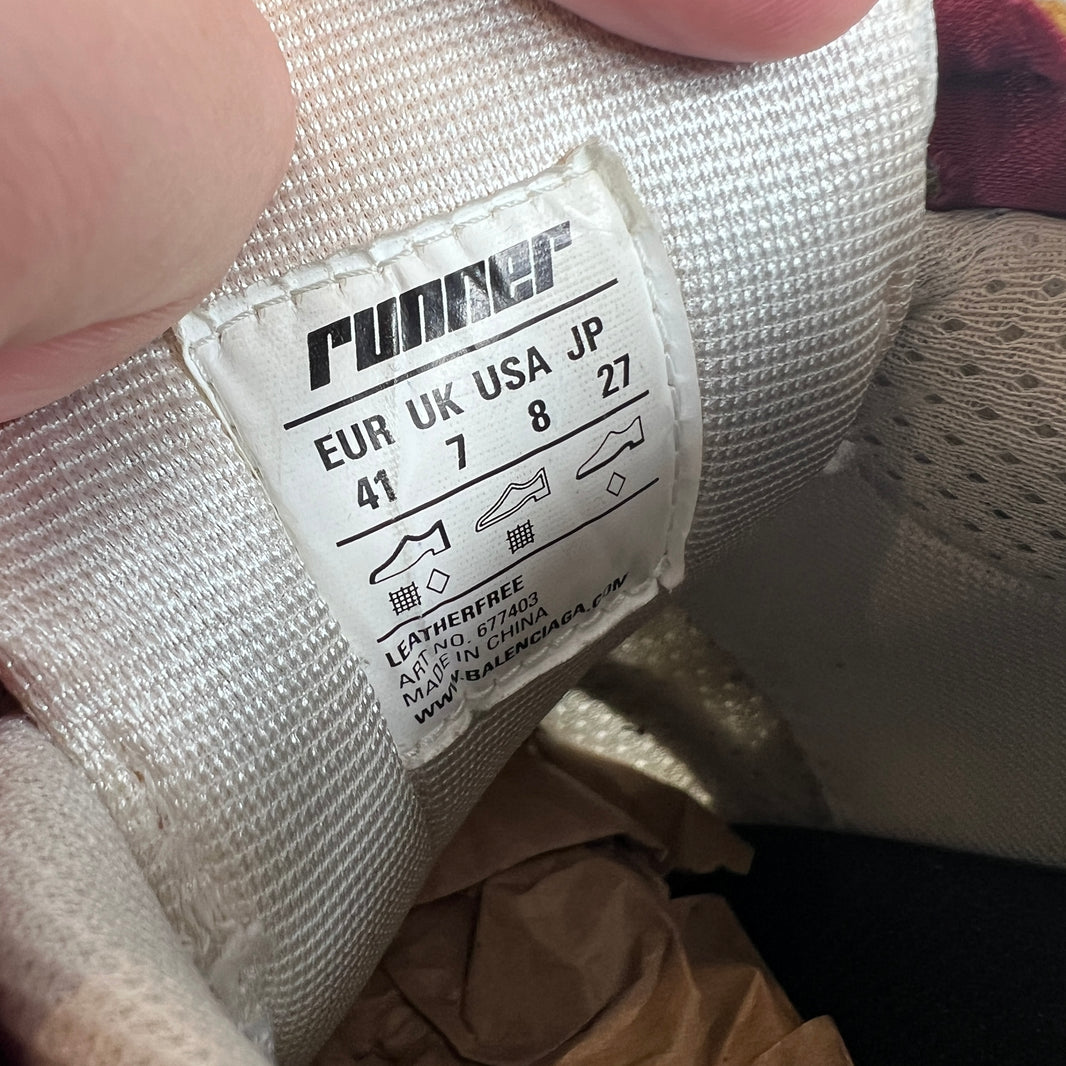 runner
EUR UK USA JP
41 7 8 27
LEATHERFREE
ART NO. 677403
MADE IN CHINA
WWW.BALENCIAGA.COM